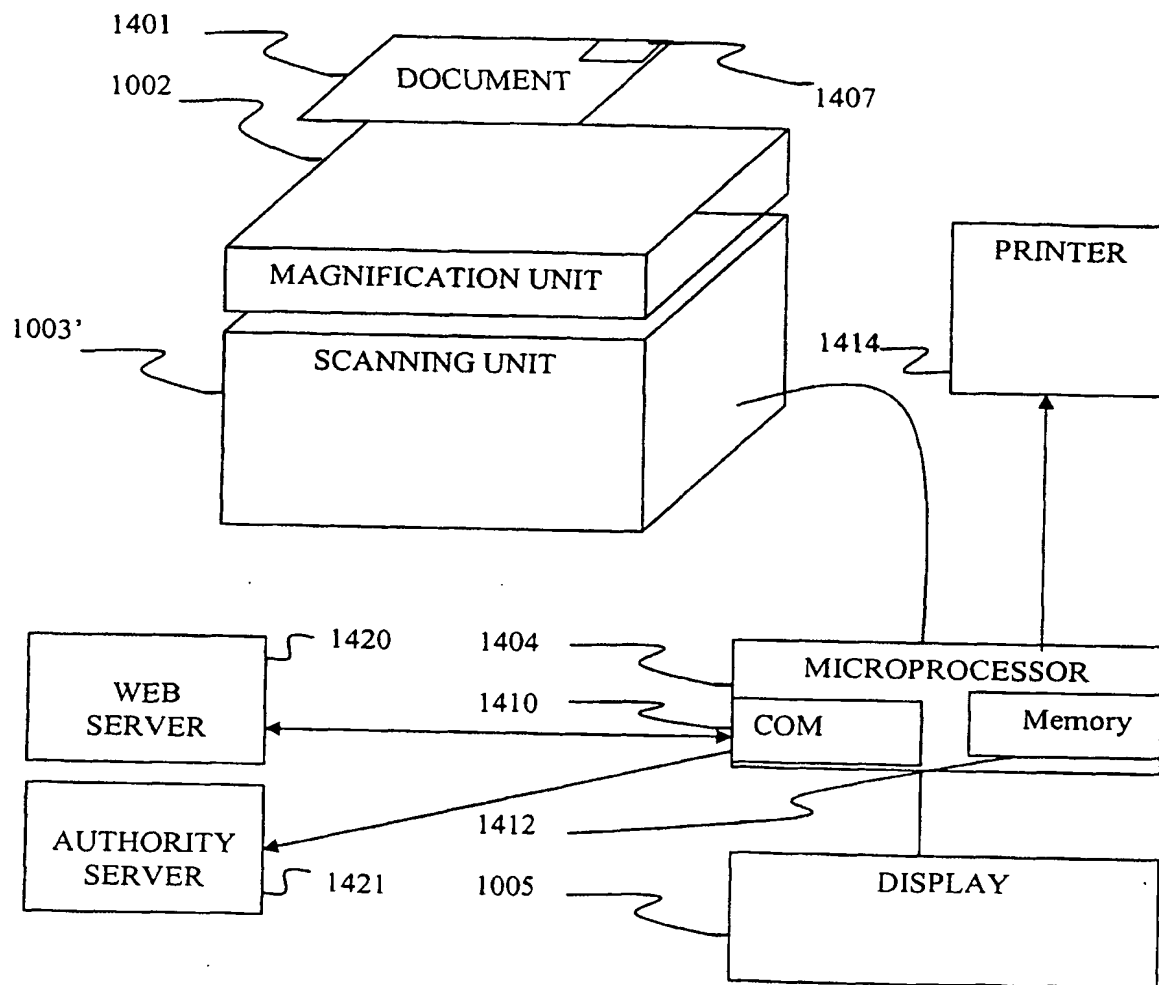 1401
DOCUMENT
1407
1002
MAGNIFICATION UNIT
1003'
SCANNING UNIT
PRINTER
1414
1420
WEB
SERVER
1404
MICROPROCESSOR
1410
COM
Memory
AUTHORITY
SERVER
1421
1412
1005
DISPLAY